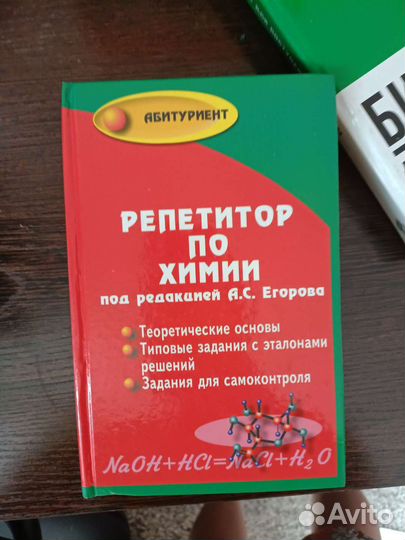 АБИТУРИЕНТ
РЕПЕТИТОР
ПО
ХИМИИ
под редакцией А.С. Егорова
Теоретические основы
Типовые задания с эталонами
решений
Задания для самоконтроля
NaOH+HCl=NaCl+H₂O
Avito